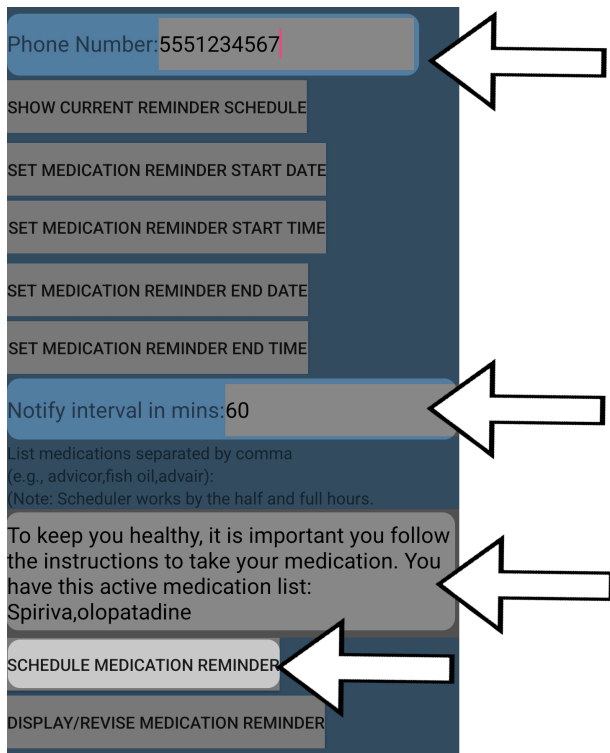 Phone Number:5551234567
SHOW CURRENT REMINDER SCHEDULE
SET MEDICATION REMINDER START DATE
SET MEDICATION REMINDER START TIME
SET MEDICATION REMINDER END DATE
SET MEDICATION REMINDER END TIME
Notify interval in mins:60
List medications separated by comma
(e.g., advicor,fish oil,advair):
(Note: Scheduler works by the half and full hours.
To keep you healthy, it is important you follow
the instructions to take your medication. You
have this active medication list:
Spiriva,olopatadine
SCHEDULE MEDICATION REMINDER
DISPLAY/REVISE MEDICATION REMINDER